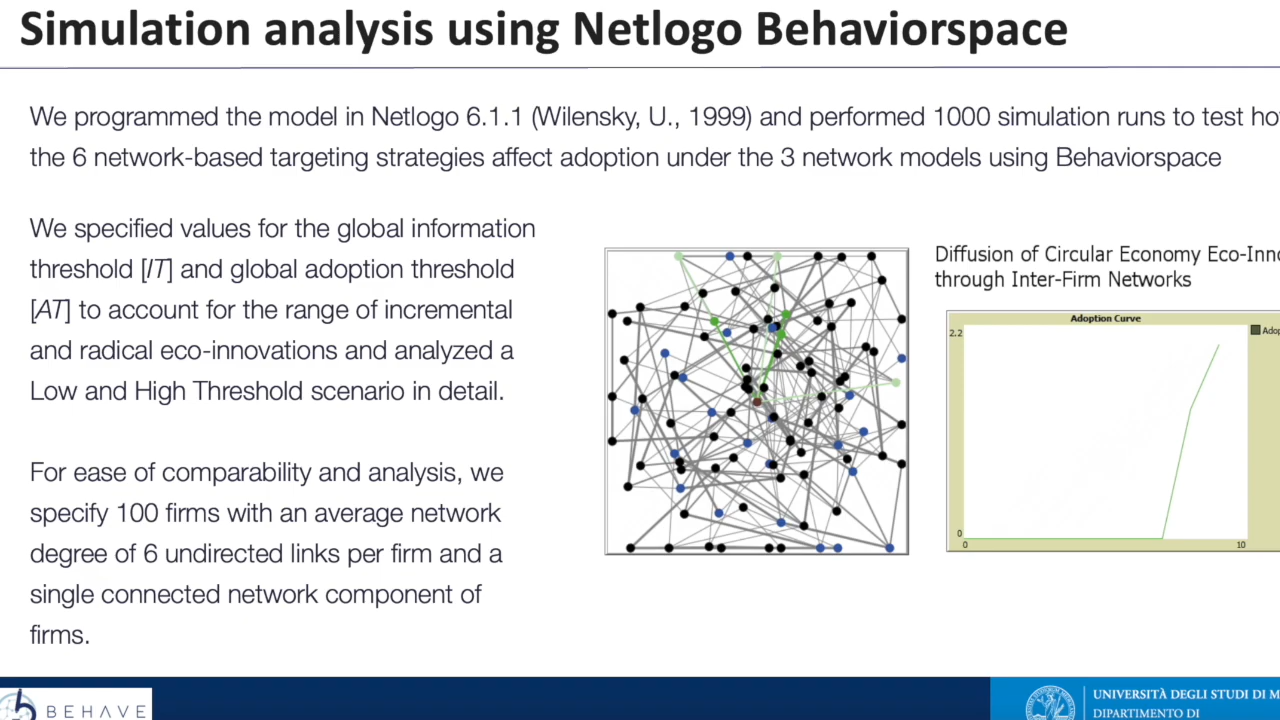 Simulation analysis using Netlogo Behaviorspace
We programmed the model in Netlogo 6.1.1 (Wilensky, U., 1999) and performed 1000 simulation runs to test
the 6 network-based targeting strategies affect adoption under the 3 network models using Behaviorspace
We specified values for the global information
threshold [IT] and global adoption threshold
[AT] to account for the range of incremental
and radical eco-innovations and analyzed a
Low and High Threshold scenario in detail.
For ease of comparability and analysis, we
specify 100 firms with an average network
degree of 6 undirected links per firm and a
single connected network component of
firms.
Diffusion of Circular Economy
through Inter-Firm Networks
Adoption Curve
2.2
0
0
10
BEHAVE
UNIVERSITÀ DEGLI STUDI DI
DIPARTIMENTO DI